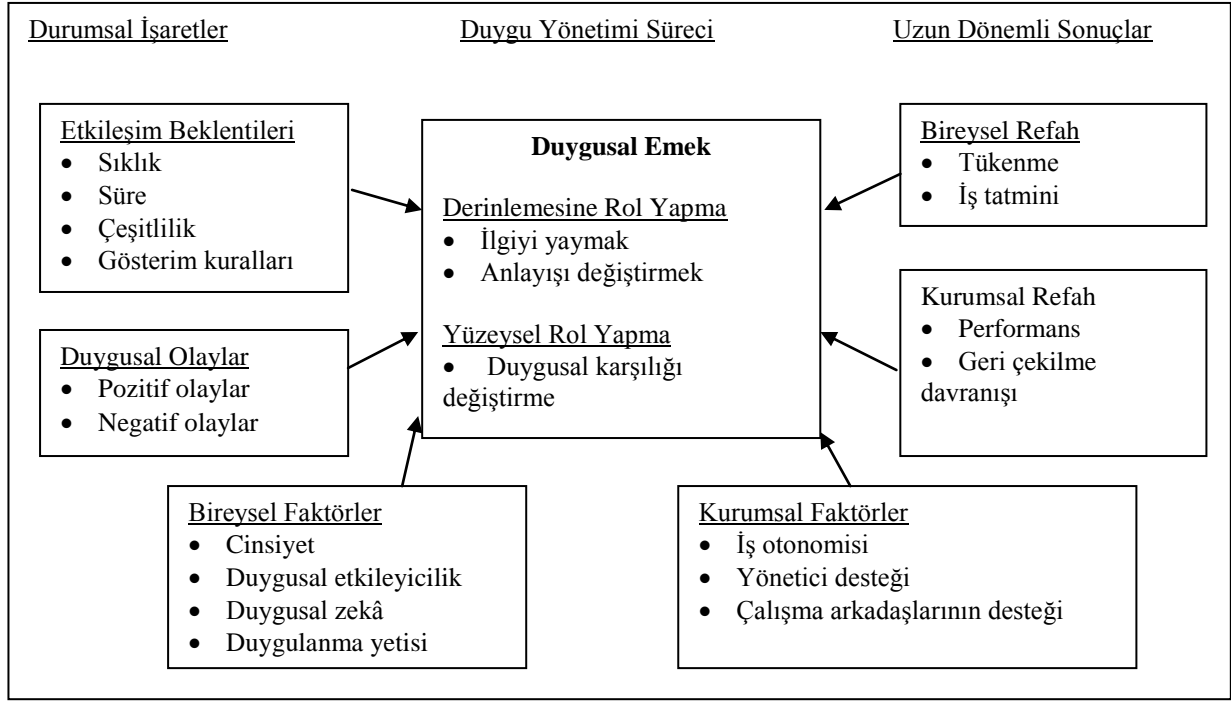 Durumsal İşaretler
Duygu Yönetimi Süreci
Uzun Dönemli Sonuçlar
Etkileşim Beklentileri
• Sıklık
• Süre
• Çeşitlilik
• Gösterim kuralları
Duygusal Olaylar
• Pozitif olaylar
• Negatif olaylar
Duygusal Emek
Derinlemesine Rol Yapma
• İlgiyi yaymak
• Anlayışı değiştirmek
Yüzeysel Rol Yapma
• Duygusal karşılığı
değiştirme
Bireysel Refah
• Tükenme
• İş tatmini
Kurumsal Refah
• Performans
• Geri çekilme
davranışı
Bireysel Faktörler
• Cinsiyet
• Duygusal etkileyicilik
• Duygusal zekâ
• Duygulanma yetisi
Kurumsal Faktörler
• İş otonomisi
• Yönetici desteği
• Çalışma arkadaşlarının desteği